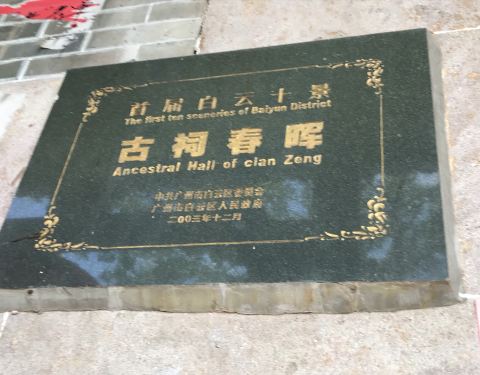 首届白云十景
The first ten sceneries of Baiyun District
古祠春晖
Ancestral Hall of clan Zeng
中共广州市白云区委员会
广州市白云区人民政府
二00三年十二月